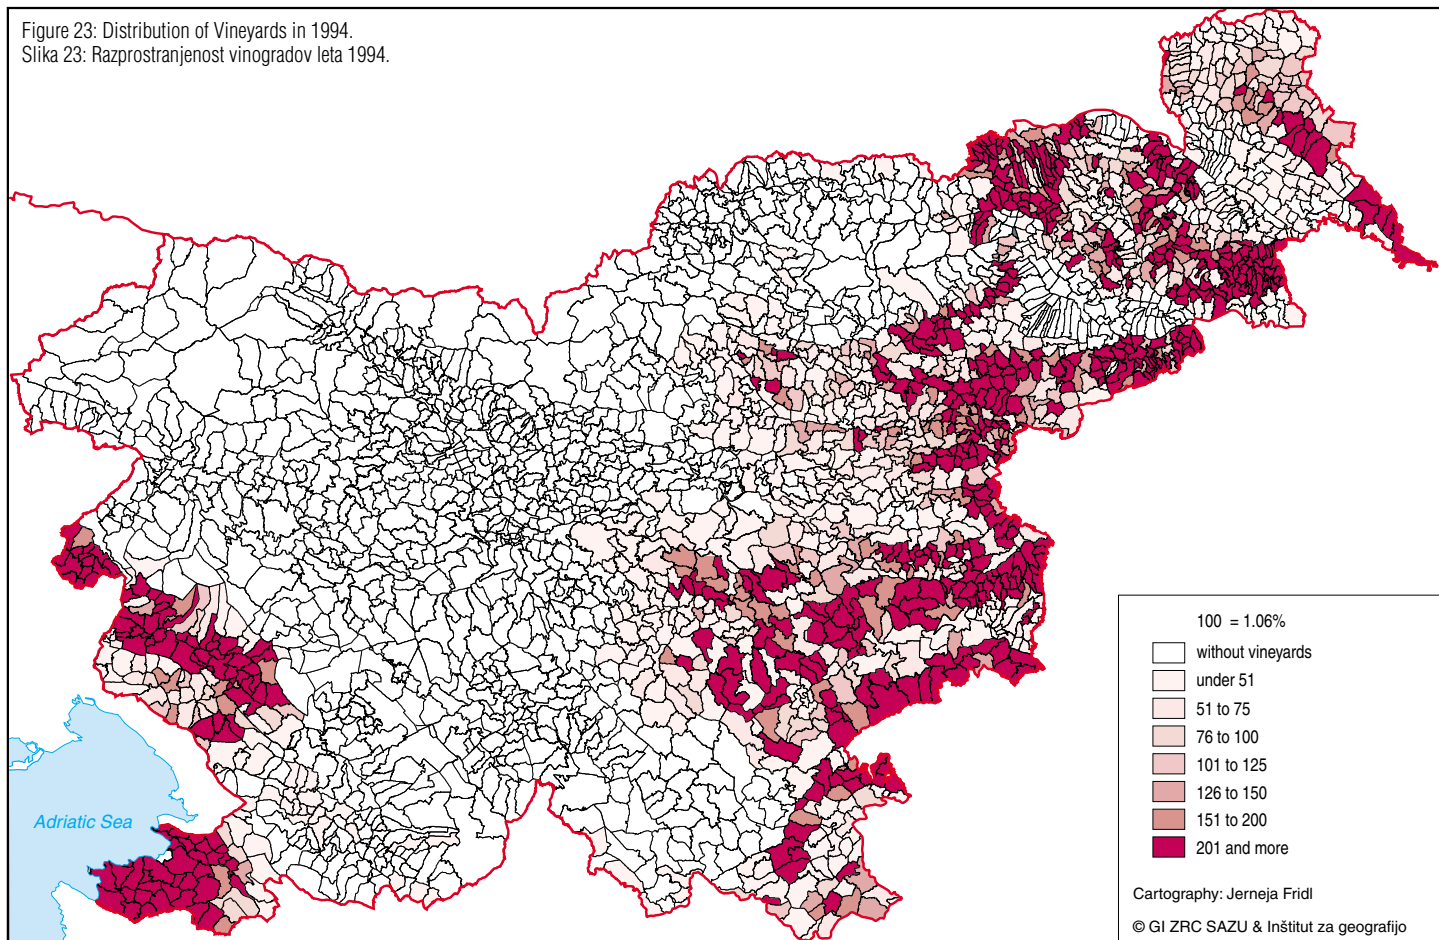 Figure 23: Distribution of Vineyards in 1994.
Slika 23: Razprostranjenost vinogradov leta 1994.
Adriatic Sea
100 = 1.06%
without vineyards
under 51
51 to 75
76 to 100
101 to 125
126 to 150
151 to 200
201 and more
Cartography: Jerneja Fridl
© GI ZRC SAZU & Inštitut za geografijo